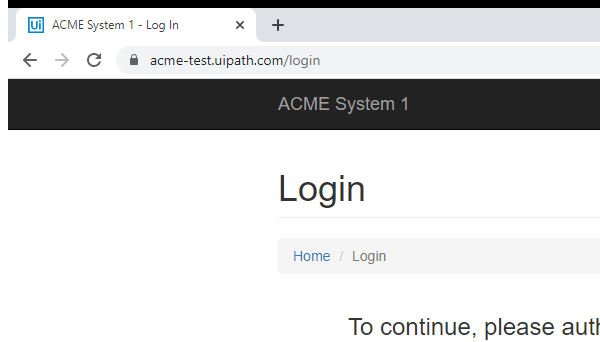 Ui ACME System 1 - Log In
acme-test.uipath.com/login
ACME System 1
Login
Home / Login
To continue, please